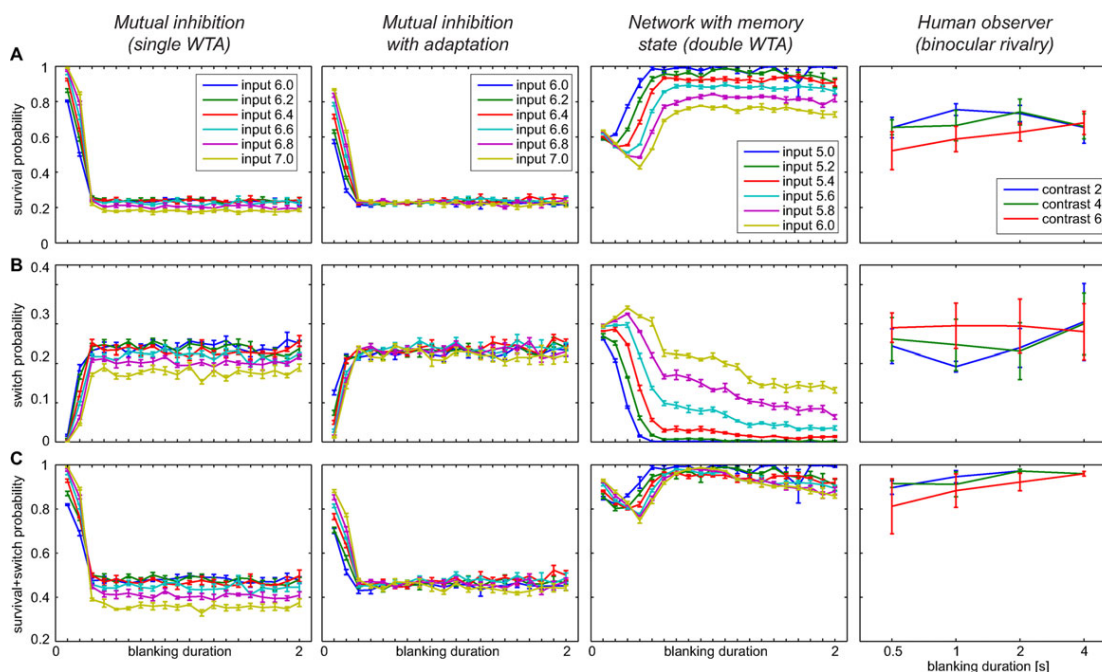 Mutual inhibition
(single WTA)
Mutual inhibition
with adaptation
Network with memory
state (double WTA)
Human observer
(binocular rivalry)
A
survival probability
1
0.8
0.6
0.4
0.2
0
input 6.0
input 6.2
input 6.4
input 6.6
input 6.8
input 7.0
input 6.0
input 6.2
input 6.4
input 6.6
input 6.8
input 7.0
input 5.0
input 5.2
input 5.4
input 5.6
input 5.8
input 6.0
contrast 2
contrast 4
contrast 6
B
switch probability
0.4
0.3
0.2
0.1
0
C
survival+switch probability
1
0.8
0.6
0.4
0.2
0 blanking duration 2
0 blanking duration 2
0 blanking duration 2
0.5 1 2 4
blanking duration [s]